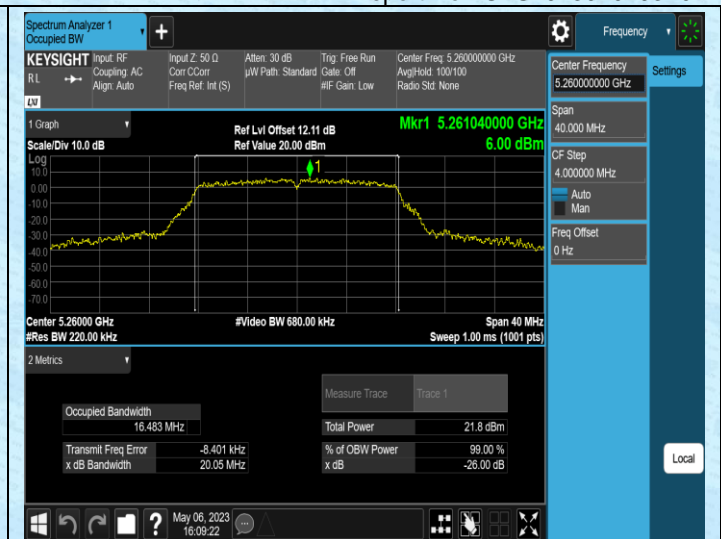 Spectrum Analyzer 1
Occupied BW
Frequency
KEYSIGHT
R L
LXI
Input: RF
Coupling: AC
Align: Auto
Input Z: 50 Ω
Corr CCorr
Freq Ref: Int (S)
Atten: 30 dB
µW Path: Standard
Trig: Free Run
Gate: Off
#IF Gain: Low
Center Freq: 5.260000000 GHz
Avg|Hold: 100/100
Radio Std: None
Center Frequency
5.260000000 GHz
Settings
Span
40.000 MHz
CF Step
4.000000 MHz
Auto
Man
Freq Offset
0 Hz
Local
1 Graph
Scale/Div 10.0 dB
Ref Lvl Offset 12.11 dB
Ref Value 20.00 dBm
Mkr1 5.261040000 GHz
6.00 dBm
Log
10.0
0.00
-10.0
-20.0
-30.0
-40.0
-50.0
-60.0
-70.0
1
Center 5.26000 GHz
#Video BW 680.00 kHz
Span 40 MHz
#Res BW 220.00 kHz
Sweep 1.00 ms (1001 pts)
2 Metrics
Measure Trace
Trace 1
Occupied Bandwidth
16.483 MHz
Total Power
21.8 dBm
Transmit Freq Error
-8.401 kHz
% of OBW Power
99.00 %
x dB Bandwidth
20.05 MHz
x dB
-26.00 dB
?
May 06, 2023
16:09:22